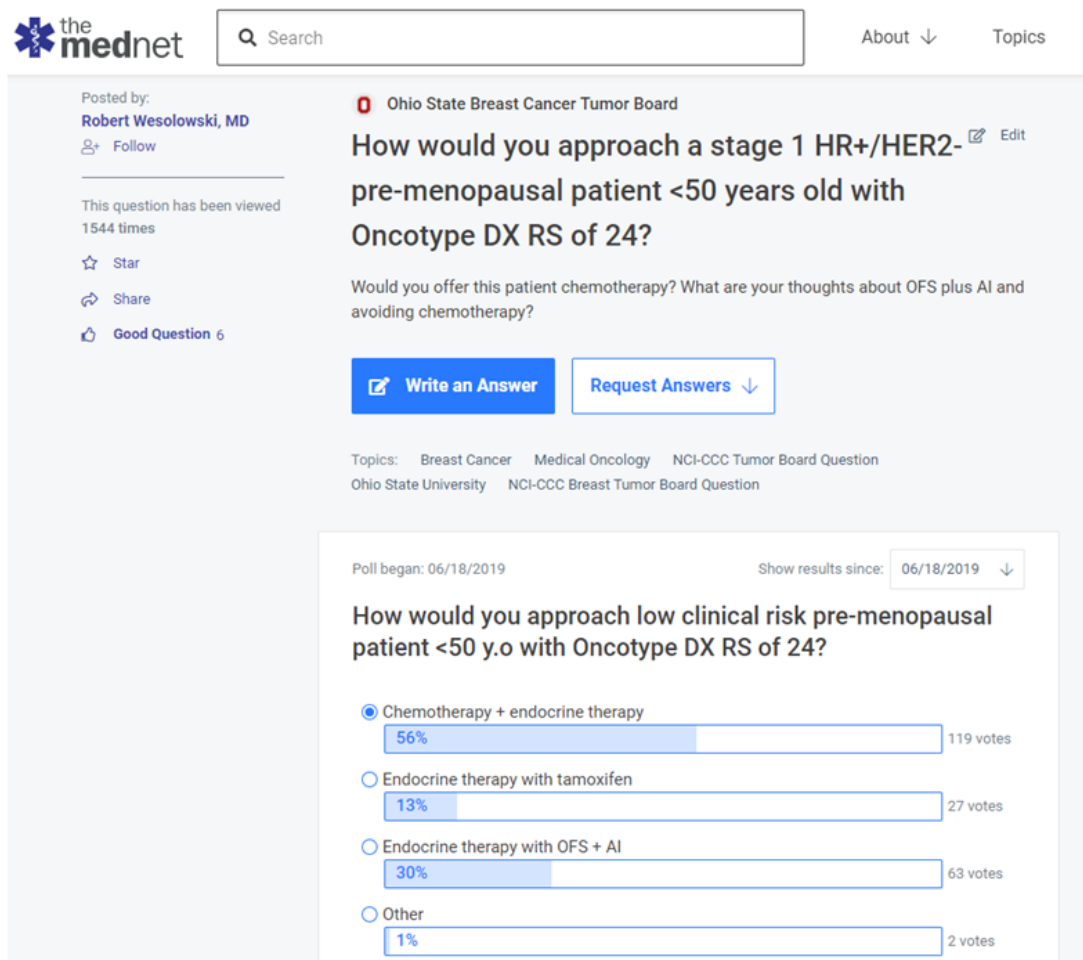 the
mednet
Search
About
Topics
Posted by:
Robert Wesolowski, MD
Follow
This question has been viewed
1544 times
Star
Share
Good Question 6
Ohio State Breast Cancer Tumor Board
How would you approach a stage 1 HR+/HER2-
Edit
pre-menopausal patient <50 years old with
Oncotype DX RS of 24?
Would you offer this patient chemotherapy? What are your thoughts about OFS plus AI and
avoiding chemotherapy?
Write an Answer
Request Answers
Topics: Breast Cancer Medical Oncology NCI-CCC Tumor Board Question
Ohio State University NCI-CCC Breast Tumor Board Question
Poll began: 06/18/2019
Show results since: 06/18/2019
How would you approach low clinical risk pre-menopausal
patient <50 y.o with Oncotype DX RS of 24?
Chemotherapy + endocrine therapy
56% 119 votes
Endocrine therapy with tamoxifen
13% 27 votes
Endocrine therapy with OFS + AI
30% 63 votes
Other
1% 2 votes